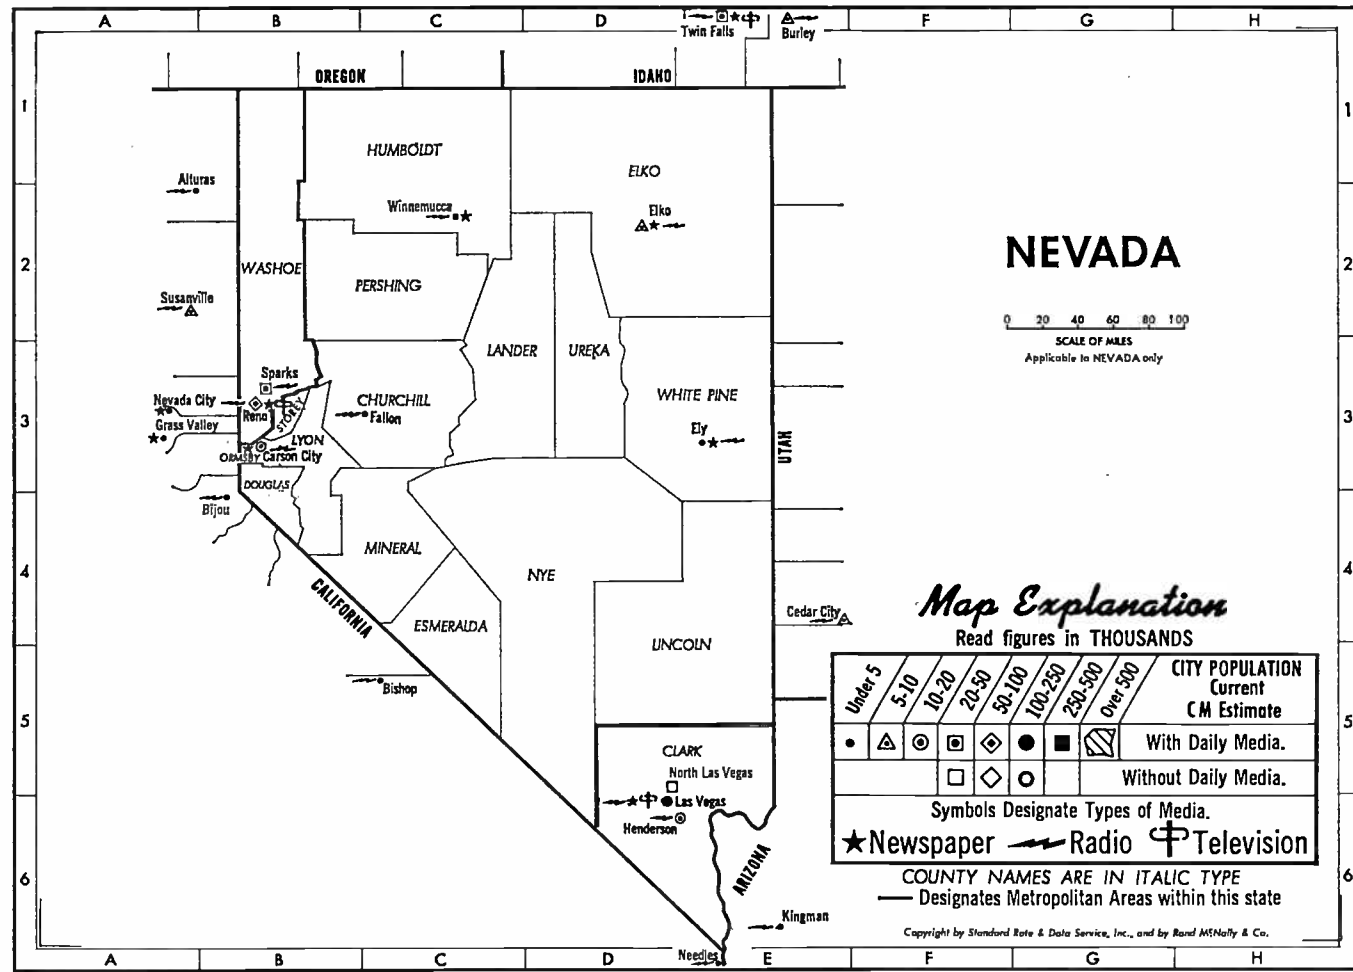 A B C D E F G H
Twin Falls
Burley
OREGON
IDAHO
1
1
HUMBOLDT
ELKO
Alturas
Winnemucca
Elko
NEVADA
2
2
WASHOE
PERSHING
Susanville
0 20 40 60 80 100
SCALE OF MILES
Applicable to NEVADA only
LANDER
UREKA
Sparks
WHITE PINE
Nevada City
Reno
STOREY
CHURCHILL
Fallon
3
3
Grass Valley
LYON
Ely
UTAH
ORMSBY
Carson City
DOUGLAS
Bijou
MINERAL
NYE
4
4
CALIFORNIA
ESMERALDA
Cedar City
LINCOLN
Bishop
Map Explanation
Read figures in THOUSANDS
Under 5
5-10
10-20
20-50
50-100
100-250
250-500
Over 500
CITY POPULATION
Current
CM Estimate
5
5
With Daily Media.
CLARK
North Las Vegas
Without Daily Media.
Las Vegas
Henderson
Symbols Designate Types of Media.
Newspaper Radio Television
ARIZONA
6
6
COUNTY NAMES ARE IN ITALIC TYPE
Designates Metropolitan Areas within this state
Kingman
Copyright by Standard Rate & Data Service, Inc., and by Rand McNally & Co.
Needles
A B C D E F G H